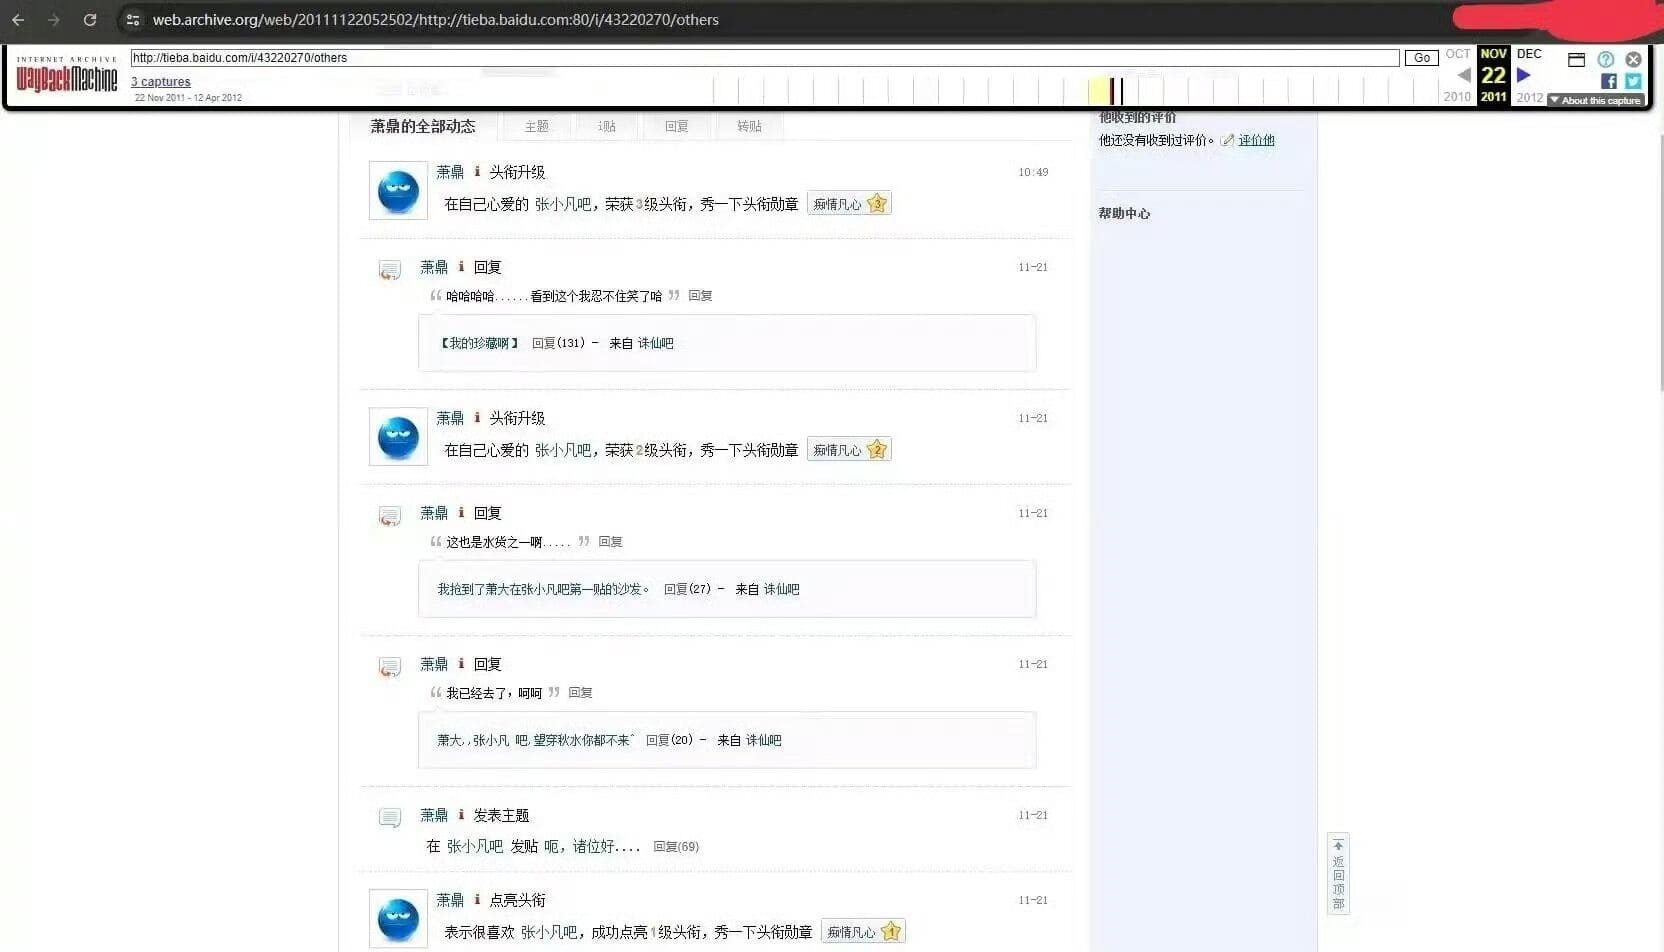 web.archive.org/web/20111122052502/http://tieba.baidu.com:80/i/43220270/others
INTERNET ARCHIVE
WayBackMachine
http://tieba.baidu.com/i/43220270/others
Go
OCT
NOV
DEC
3 captures
22
22 Nov 2011 - 12 Apr 2012
2010
2011
2012
About this capture
萧鼎的全部动态
主题
i贴
回复
转贴
他收到的评价
他还没有收到过评价。 评价他
帮助中心
萧鼎 i 头衔升级
10:49
在自己心爱的 张小凡吧，荣获3级头衔，秀一下头衔勋章 痴情凡心 3
萧鼎 i 回复
11-21
“ 哈哈哈哈......看到这个我忍不住笑了哈 ” 回复
【我的珍藏啊】 回复(131) - 来自 诛仙吧
萧鼎 i 头衔升级
11-21
在自己心爱的 张小凡吧，荣获2级头衔，秀一下头衔勋章 痴情凡心 2
萧鼎 i 回复
11-21
“ 这也是水货之一啊..... ” 回复
我抢到了萧大在张小凡吧第一贴的沙发。 回复(27) - 来自 诛仙吧
萧鼎 i 回复
11-21
“ 我已经去了，呵呵 ” 回复
萧大,,张小凡 吧,望穿秋水你都不来^ 回复(20) - 来自 诛仙吧
萧鼎 i 发表主题
11-21
在 张小凡吧 发贴 呃，诸位好.... 回复(69)
萧鼎 i 点亮头衔
11-21
表示很喜欢 张小凡吧，成功点亮1级头衔，秀一下头衔勋章 痴情凡心 1
返回顶部